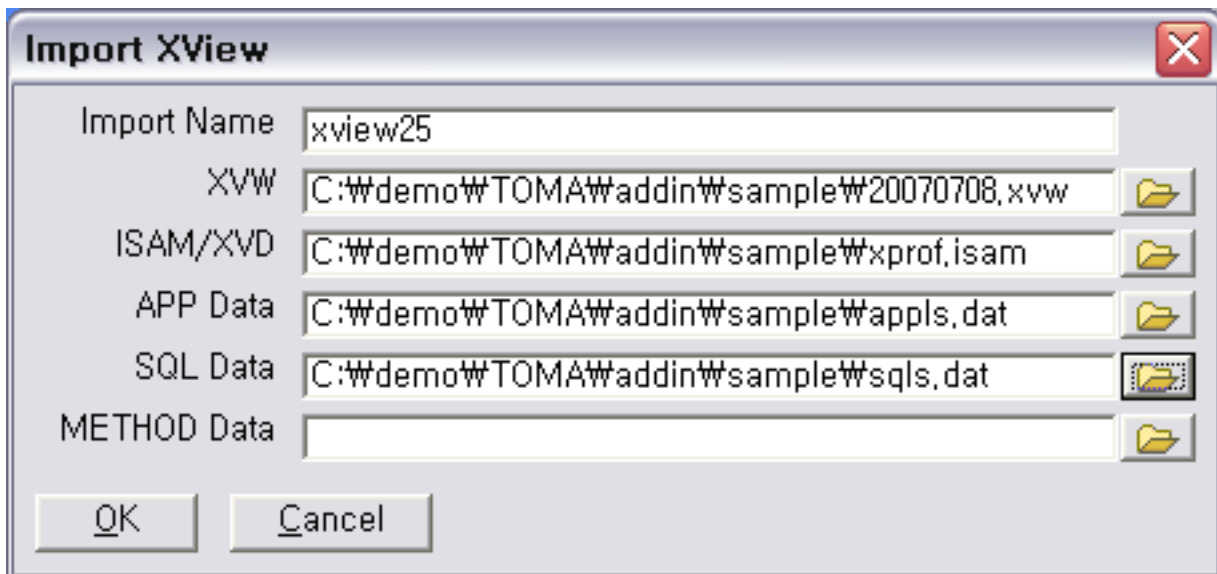 Import XView
Import Name xview25
XVW C:₩demo₩TOMA₩addin₩sample₩20070708.xvw
ISAM/XVD C:₩demo₩TOMA₩addin₩sample₩xprof.isam
APP Data C:₩demo₩TOMA₩addin₩sample₩appls.dat
SQL Data C:₩demo₩TOMA₩addin₩sample₩sqls.dat
METHOD Data
OK Cancel